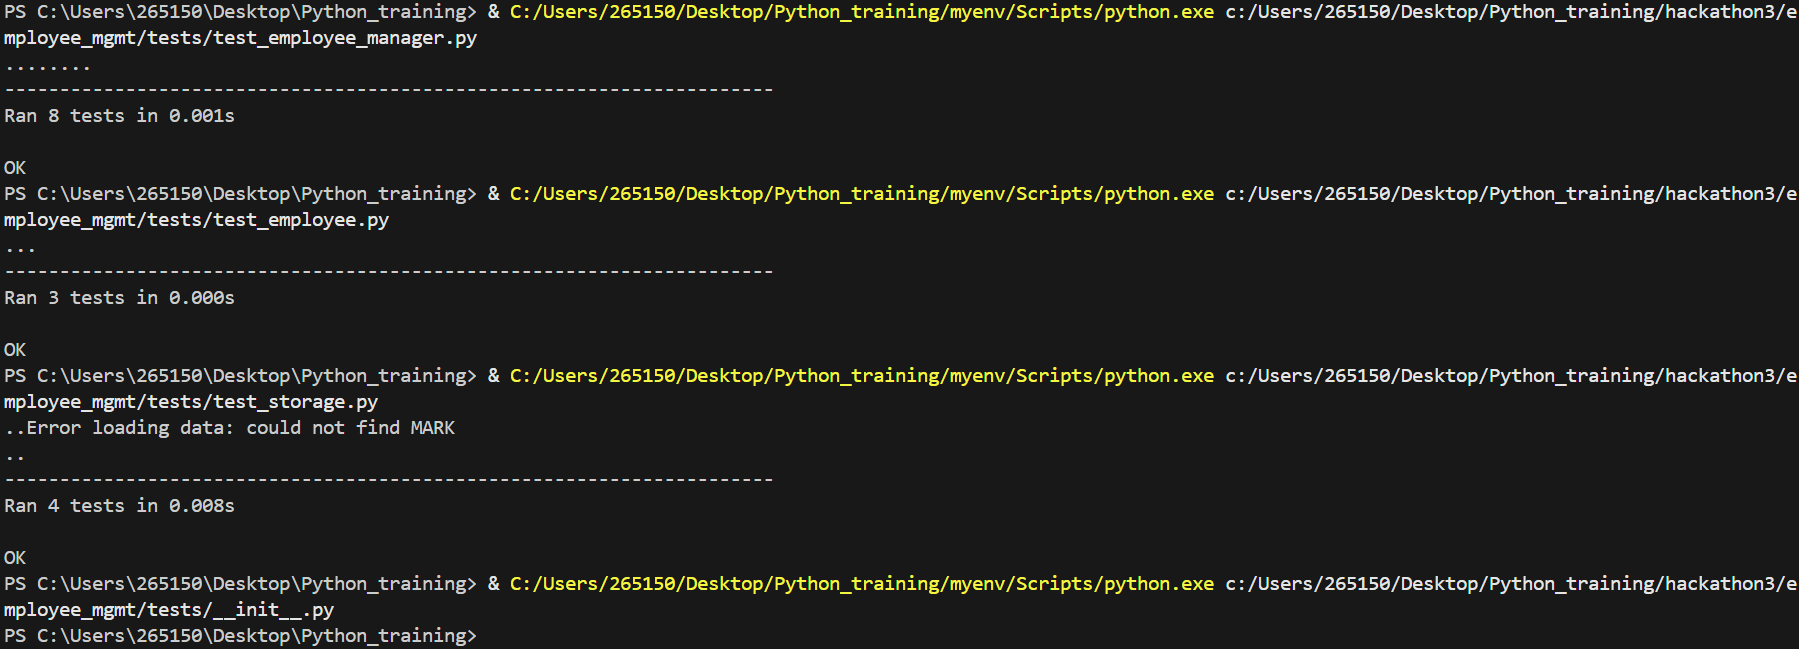 PS C:\Users\265150\Desktop\Python_training> & C:/Users/265150/Desktop/Python_training/myenv/Scripts/python.exe c:/Users/265150/Desktop/Python_training/hackathon3/e
mployee_mgmt/tests/test_employee_manager.py
........
----------------------------------------------------------------------
Ran 8 tests in 0.001s
OK
PS C:\Users\265150\Desktop\Python_training> & C:/Users/265150/Desktop/Python_training/myenv/Scripts/python.exe c:/Users/265150/Desktop/Python_training/hackathon3/e
mployee_mgmt/tests/test_employee.py
...
----------------------------------------------------------------------
Ran 3 tests in 0.000s
OK
PS C:\Users\265150\Desktop\Python_training> & C:/Users/265150/Desktop/Python_training/myenv/Scripts/python.exe c:/Users/265150/Desktop/Python_training/hackathon3/e
mployee_mgmt/tests/test_storage.py
..Error loading data: could not find MARK
..
----------------------------------------------------------------------
Ran 4 tests in 0.008s
OK
PS C:\Users\265150\Desktop\Python_training> & C:/Users/265150/Desktop/Python_training/myenv/Scripts/python.exe c:/Users/265150/Desktop/Python_training/hackathon3/e
mployee_mgmt/tests/__init__.py
PS C:\Users\265150\Desktop\Python_training>